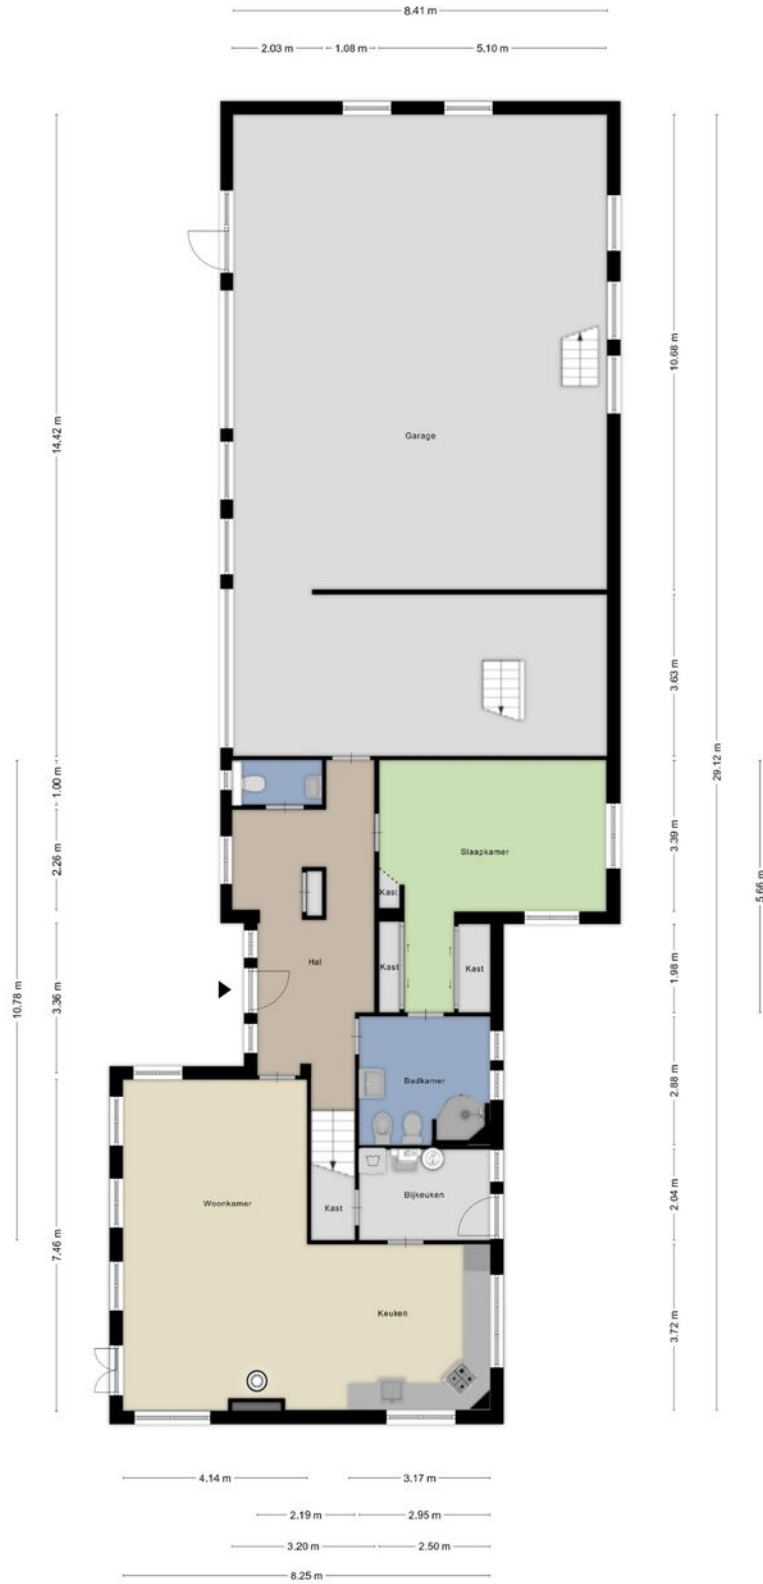 8.41 m
2.03 m
1.08 m
5.10 m
14.42 m
10.68 m
Garage
3.63 m
29.12 m
1.00 m
2.26 m
3.39 m
5.66 m
Slaapkamer
Kast
Hal
Kast
Kast
10.78 m
3.36 m
1.98 m
Badkamer
2.88 m
Woonkamer
Kast
Bijkeuken
2.04 m
7.46 m
Keuken
3.72 m
4.14 m
3.17 m
2.19 m
2.95 m
3.20 m
2.50 m
8.25 m